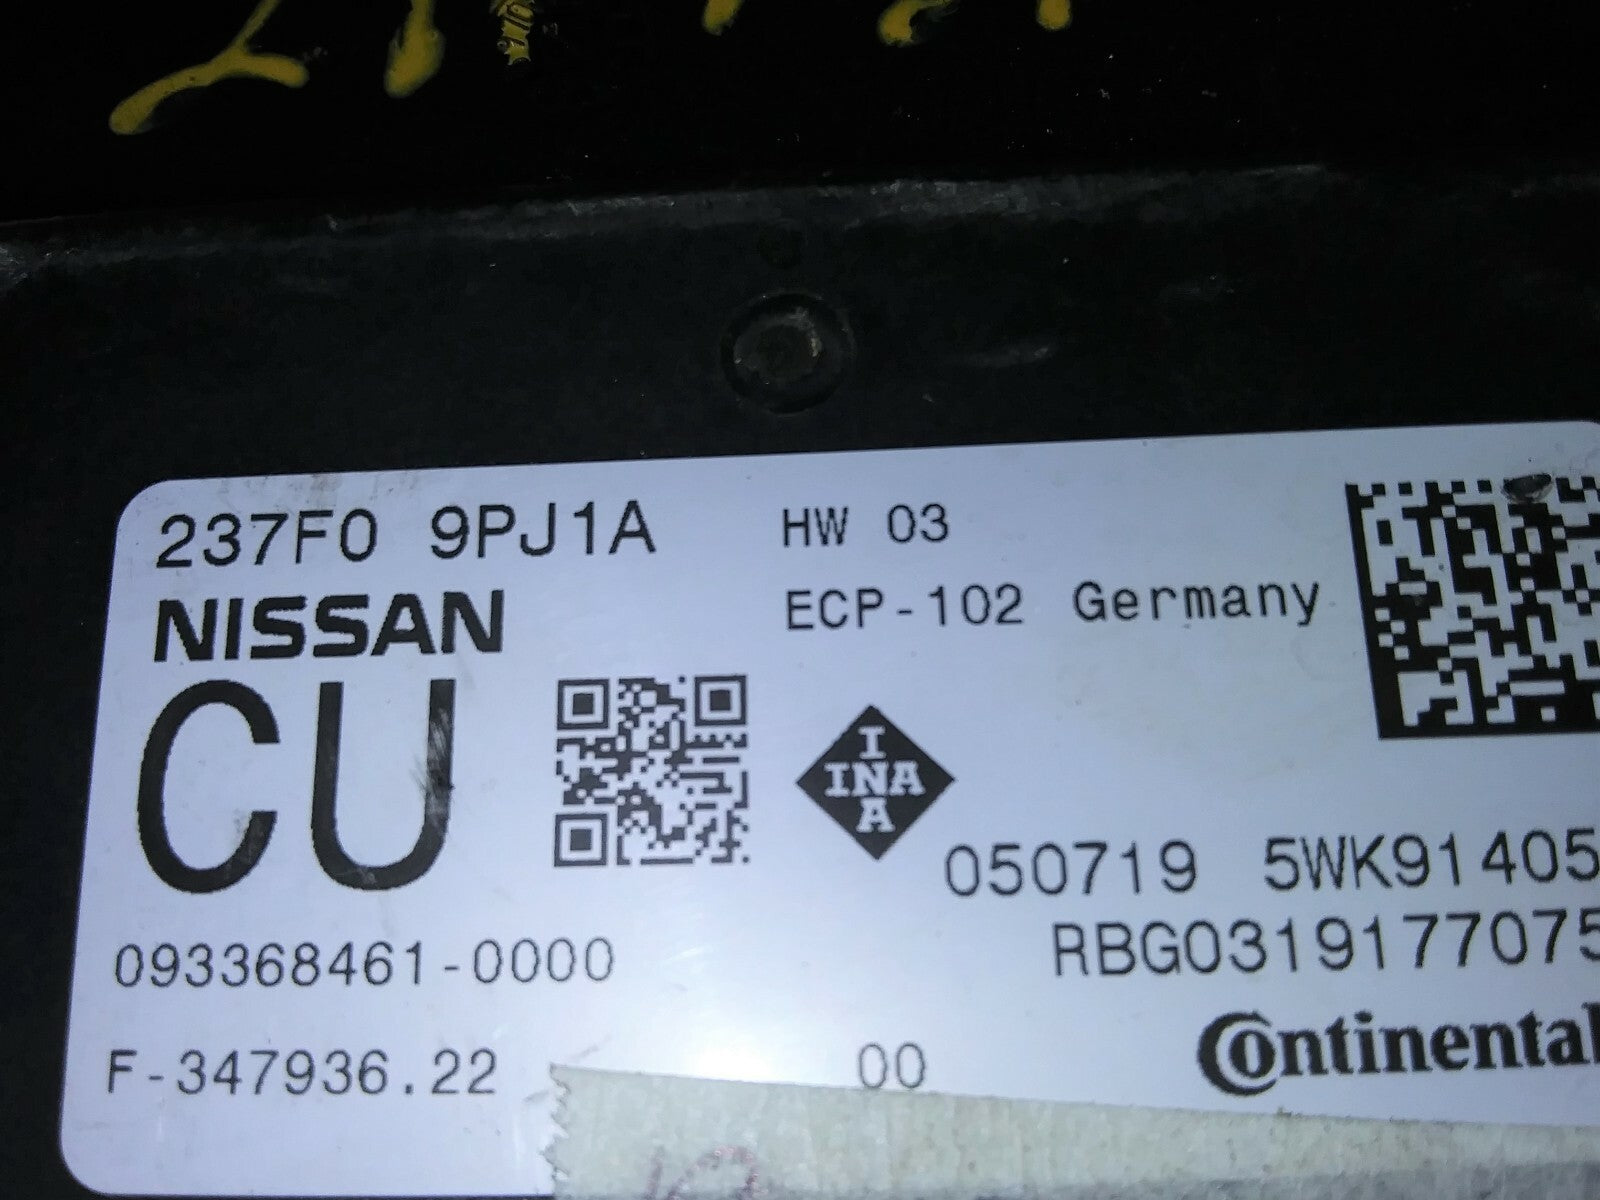 237F0 9PJ1A HW 03
NISSAN
ECP-102 Germany
CU
I
INA
A
050719 5WK91405
RBG0319177075
093368461-0000
Continental
F-347936.22 00